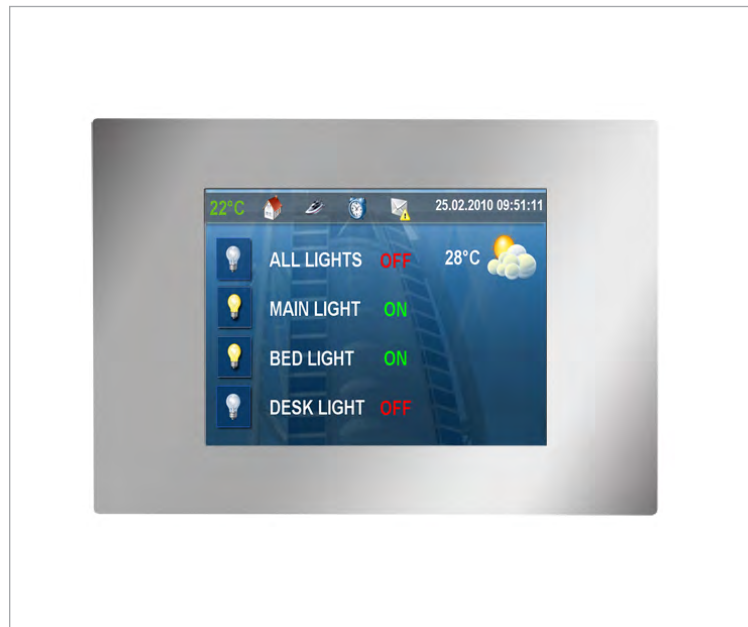 22°C 25.02.2010 09:51:11
ALL LIGHTS OFF 28°C
MAIN LIGHT ON
BED LIGHT ON
DESK LIGHT OFF